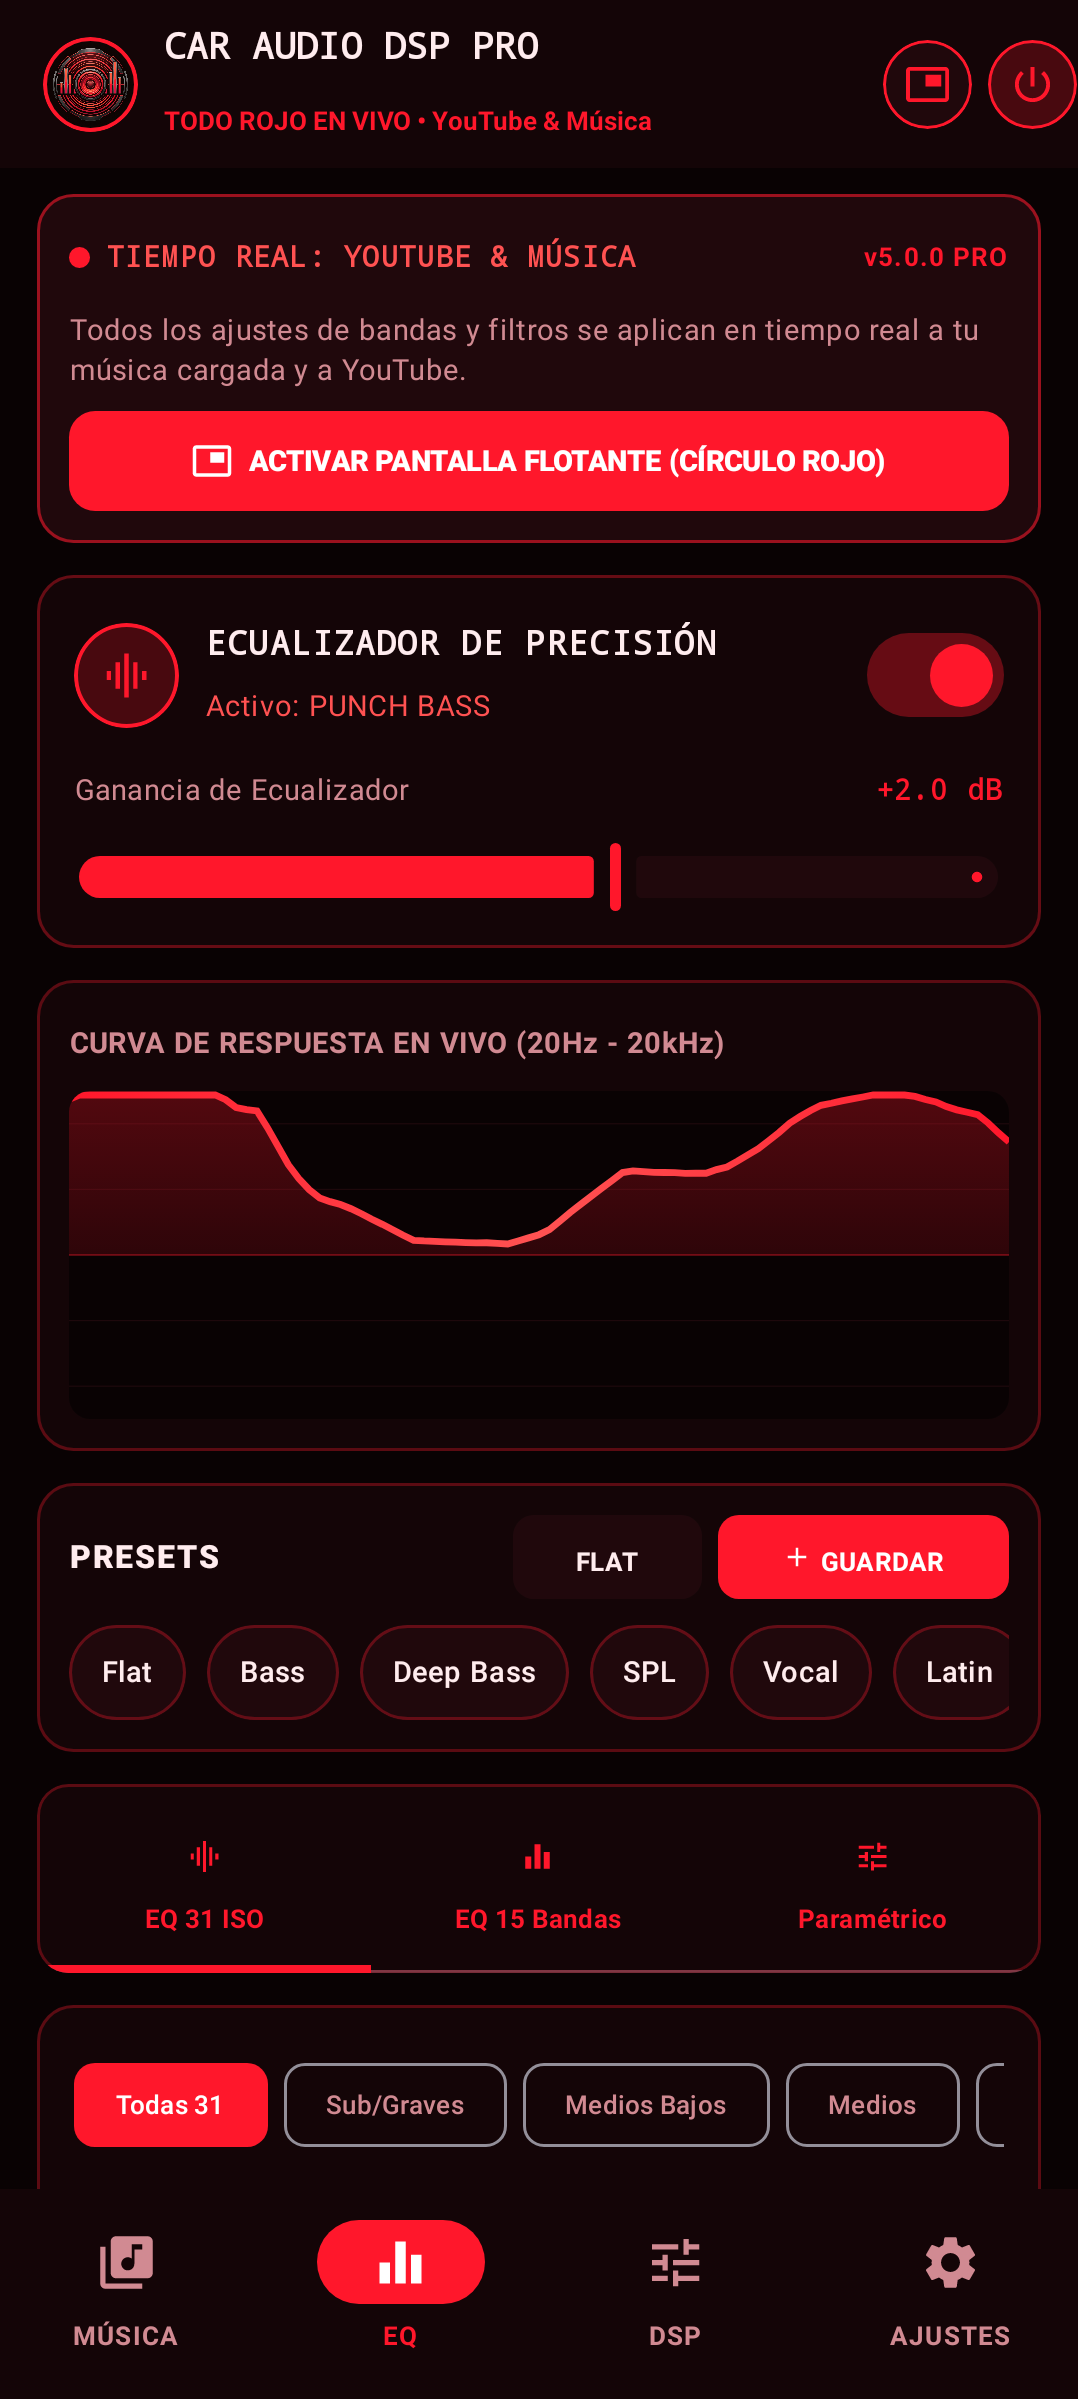 CAR AUDIO DSP PRO
TODO ROJO EN VIVO • YouTube & Música
TIEMPO REAL: YOUTUBE & MÚSICA
v5.0.0 PRO
Todos los ajustes de bandas y filtros se aplican en tiempo real a tu
música cargada y a YouTube.
ACTIVAR PANTALLA FLOTANTE (CÍRCULO ROJO)
ECUALIZADOR DE PRECISIÓN
Activo: PUNCH BASS
Ganancia de Ecualizador
+2.0 dB
CURVA DE RESPUESTA EN VIVO (20Hz - 20kHz)
PRESETS
FLAT
+ GUARDAR
Flat
Bass
Deep Bass
SPL
Vocal
Latin
EQ 31 ISO
EQ 15 Bandas
Paramétrico
Todas 31
Sub/Graves
Medios Bajos
Medios
MÚSICA
EQ
DSP
AJUSTES